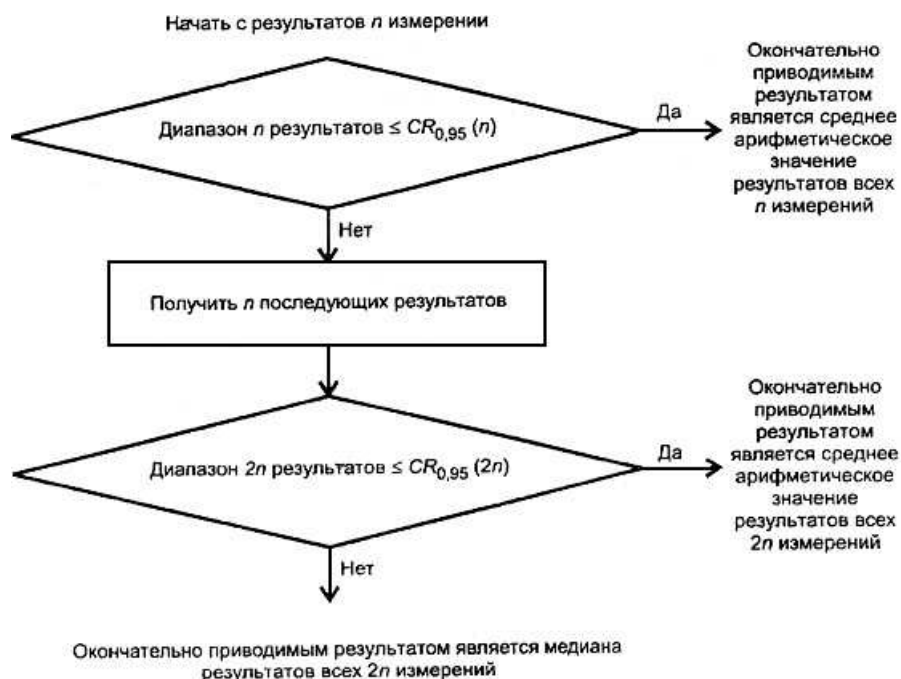 Начать с результатов n измерении
Диапазон n результатов ≤ CR0,95 (n)
Да
Окончательно
приводимым
результатом
является среднее
арифметическое
значение
результатов всех
n измерений
Нет
Получить n последующих результатов
Диапазон 2n результатов ≤ CR0,95 (2n)
Да
Окончательно
приводимым
результатом
является среднее
арифметическое
значение
результатов всех
2n измерений
Нет
Окончательно приводимым результатом является медиана
результатов всех 2n измерений